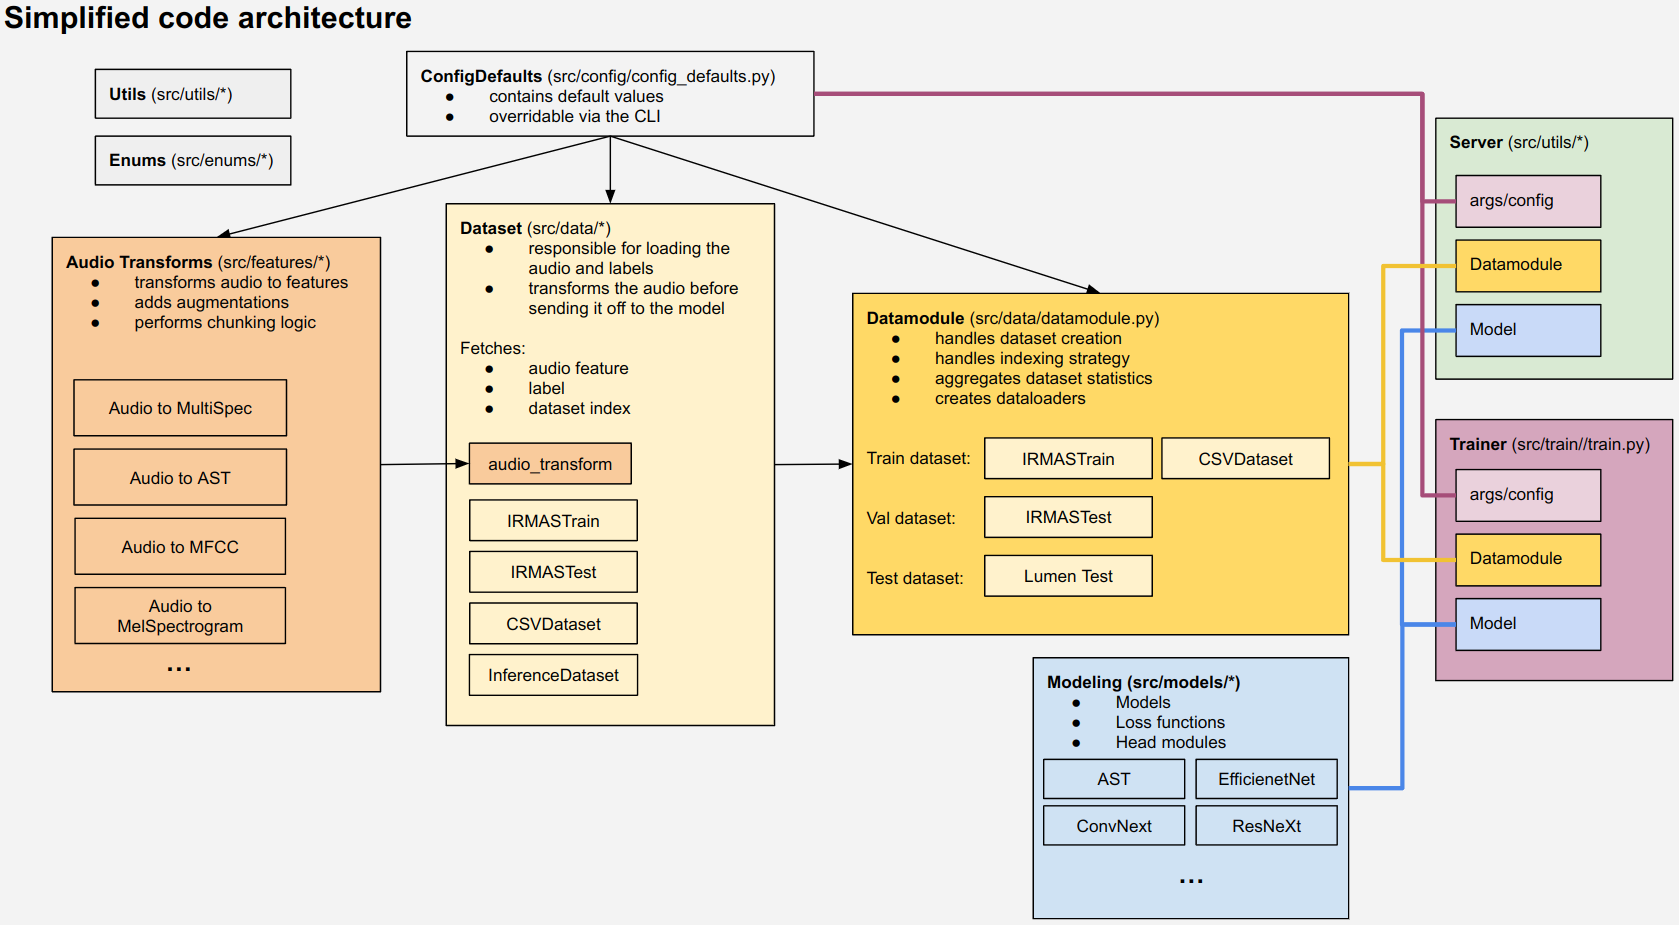 Simplified code architecture
Utils (src/utils/*)
Enums (src/enums/*)
ConfigDefaults (src/config/config_defaults.py)
● contains default values
● overridable via the CLI
Audio Transforms (src/features/*)
● transforms audio to features
● adds augmentations
● performs chunking logic
Audio to MultiSpec
Audio to AST
Audio to MFCC
Audio to
MelSpectrogram
...
Dataset (src/data/*)
● responsible for loading the
audio and labels
● transforms the audio before
sending it off to the model
Fetches:
● audio feature
● label
● dataset index
audio_transform
IRMASTrain
IRMASTest
CSVDataset
InferenceDataset
Datamodule (src/data/datamodule.py)
● handles dataset creation
● handles indexing strategy
● aggregates dataset statistics
● creates dataloaders
Train dataset: IRMASTrain CSVDataset
Val dataset: IRMASTest
Test dataset: Lumen Test
Modeling (src/models/*)
● Models
● Loss functions
● Head modules
AST EfficienetNet
ConvNext ResNeXt
...
Server (src/utils/*)
args/config
Datamodule
Model
Trainer (src/train//train.py)
args/config
Datamodule
Model